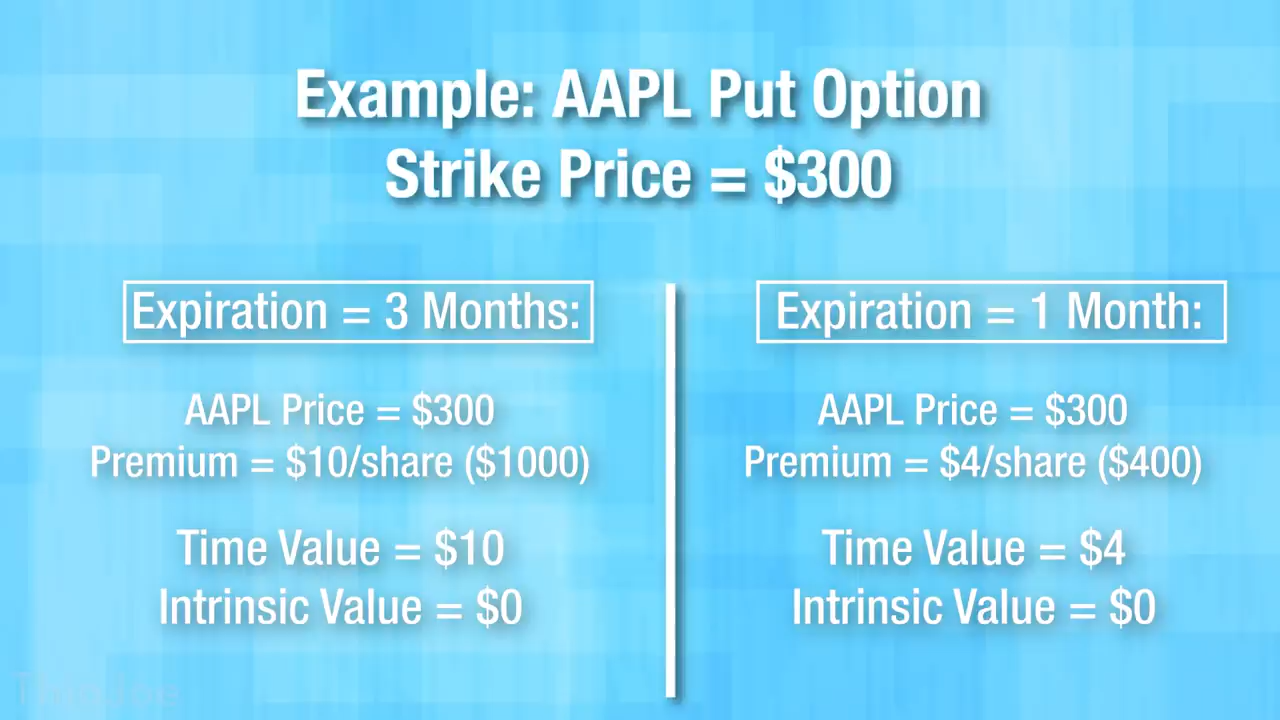 Example: AAPL Put Option
Strike Price = $300
Expiration = 3 Months:
AAPL Price = $300
Premium = $10/share ($1000)
Time Value = $10
Intrinsic Value = $0
Expiration = 1 Month:
AAPL Price = $300
Premium = $4/share ($400)
Time Value = $4
Intrinsic Value = $0